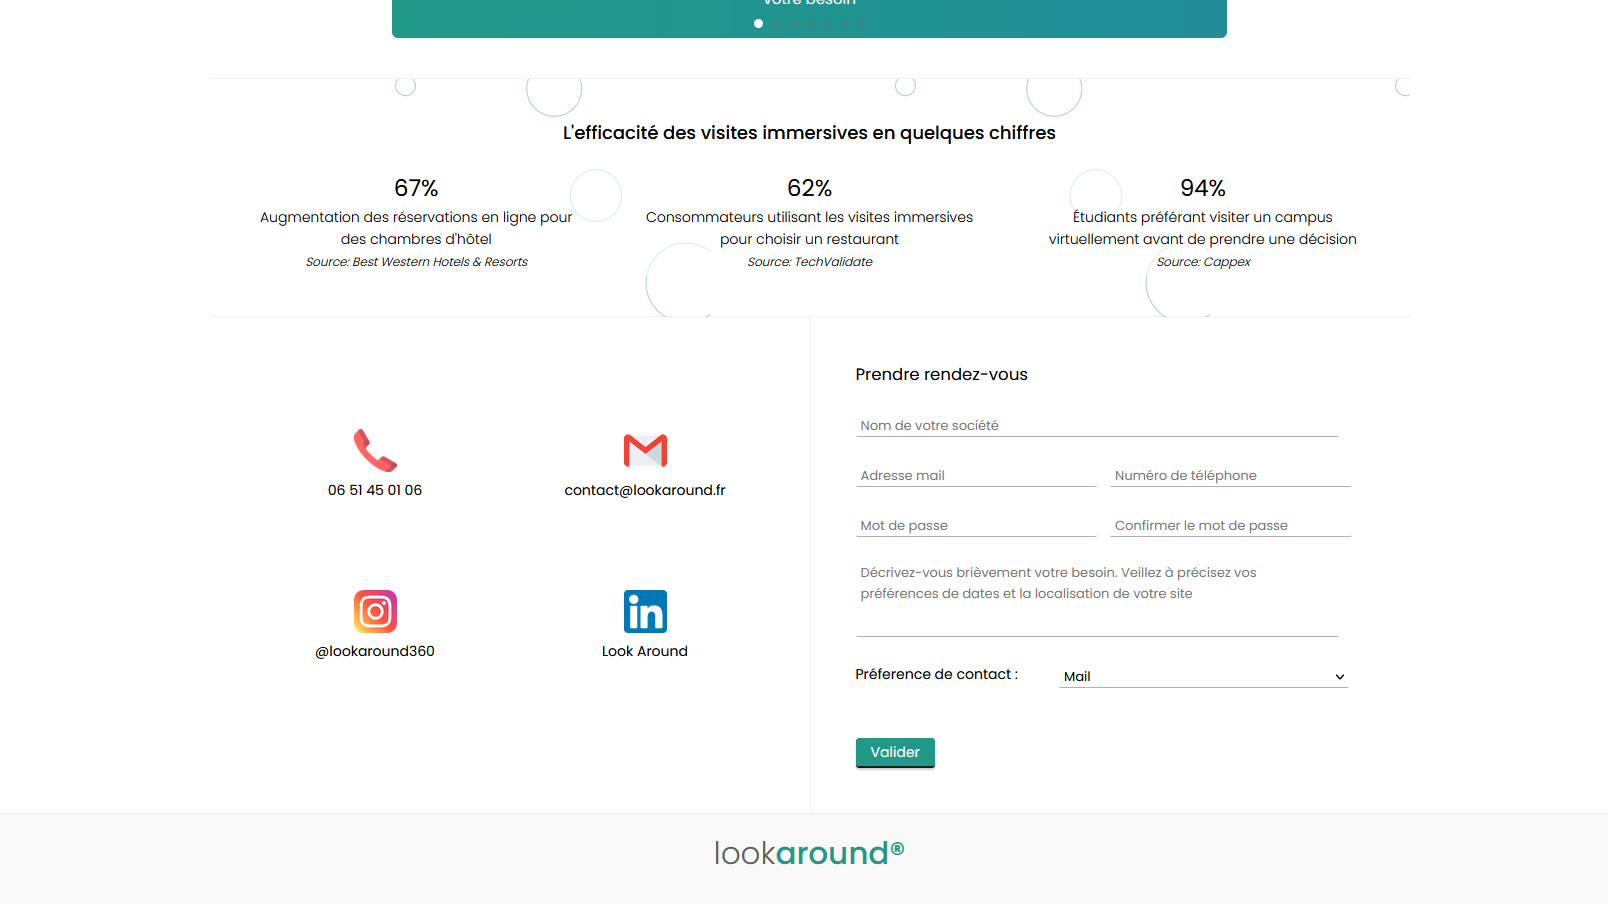 votre besoin
L'efficacité des visites immersives en quelques chiffres
67%
Augmentation des réservations en ligne pour
des chambres d'hôtel
Source: Best Western Hotels & Resorts
62%
Consommateurs utilisant les visites immersives
pour choisir un restaurant
Source: TechValidate
94%
Étudiants préférant visiter un campus
virtuellement avant de prendre une décision
Source: Cappex
06 51 45 01 06
contact@lookaround.fr
@lookaround360
in
Look Around
Prendre rendez-vous
Nom de votre société
Adresse mail
Numéro de téléphone
Mot de passe
Confirmer le mot de passe
Décrivez-vous brièvement votre besoin. Veillez à précisez vos
préférences de dates et la localisation de votre site
Préference de contact :
Mail
Valider
lookaround®